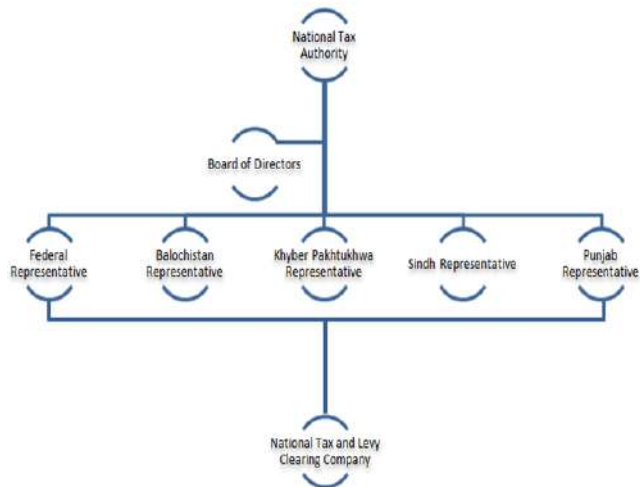 National Tax
Authority
Board of Directors
Federal
Representative
Balochistan
Representative
Khyber Pakhtukhwa
Representative
Sindh Representative
Punjab
Representative
National Tax and Levy
Clearing Company